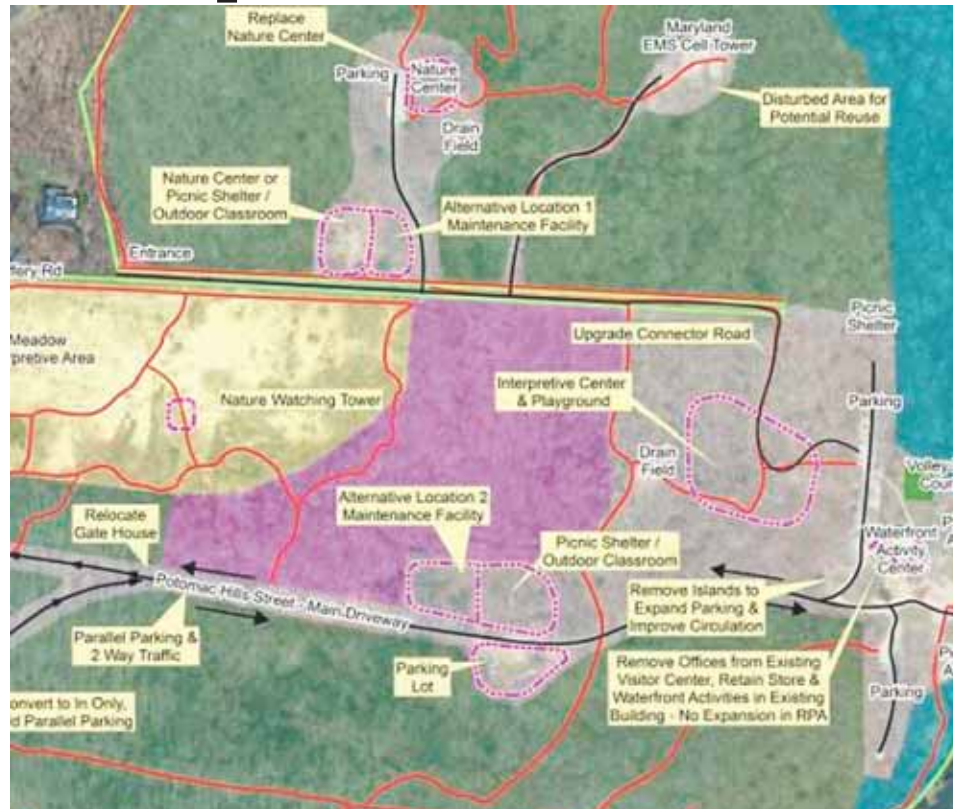 Replace
Nature Center
Maryland
EMS Cell Tower
Parking
Nature
Center
Disturbed Area for
Potential Reuse
Drain
Field
Nature Center or
Picnic Shelter /
Outdoor Classroom
Alternative Location 1
Maintenance Facility
Entrance
Rd
Picnic
Shelter
Meadow
Area
Upgrade Connector Road
Interpretive Center
& Playground
Nature Watching Tower
Parking
Drain
Field
Volley
Cou
Alternative Location 2
Maintenance Facility
Relocate
Gate House
Waterfront
Activity
Center
Picnic Shelter /
Outdoor Classroom
Potomac Hills Street - Main Driveway
Remove Islands to
Expand Parking &
Improve Circulation
Parallel Parking &
2 Way Traffic
Parking
Lot
Remove Offices from Existing
Visitor Center, Retain Store &
Waterfront Activities in Existing
Building - No Expansion in RPA
Parking
onvert to In Only,
d Parallel Parking